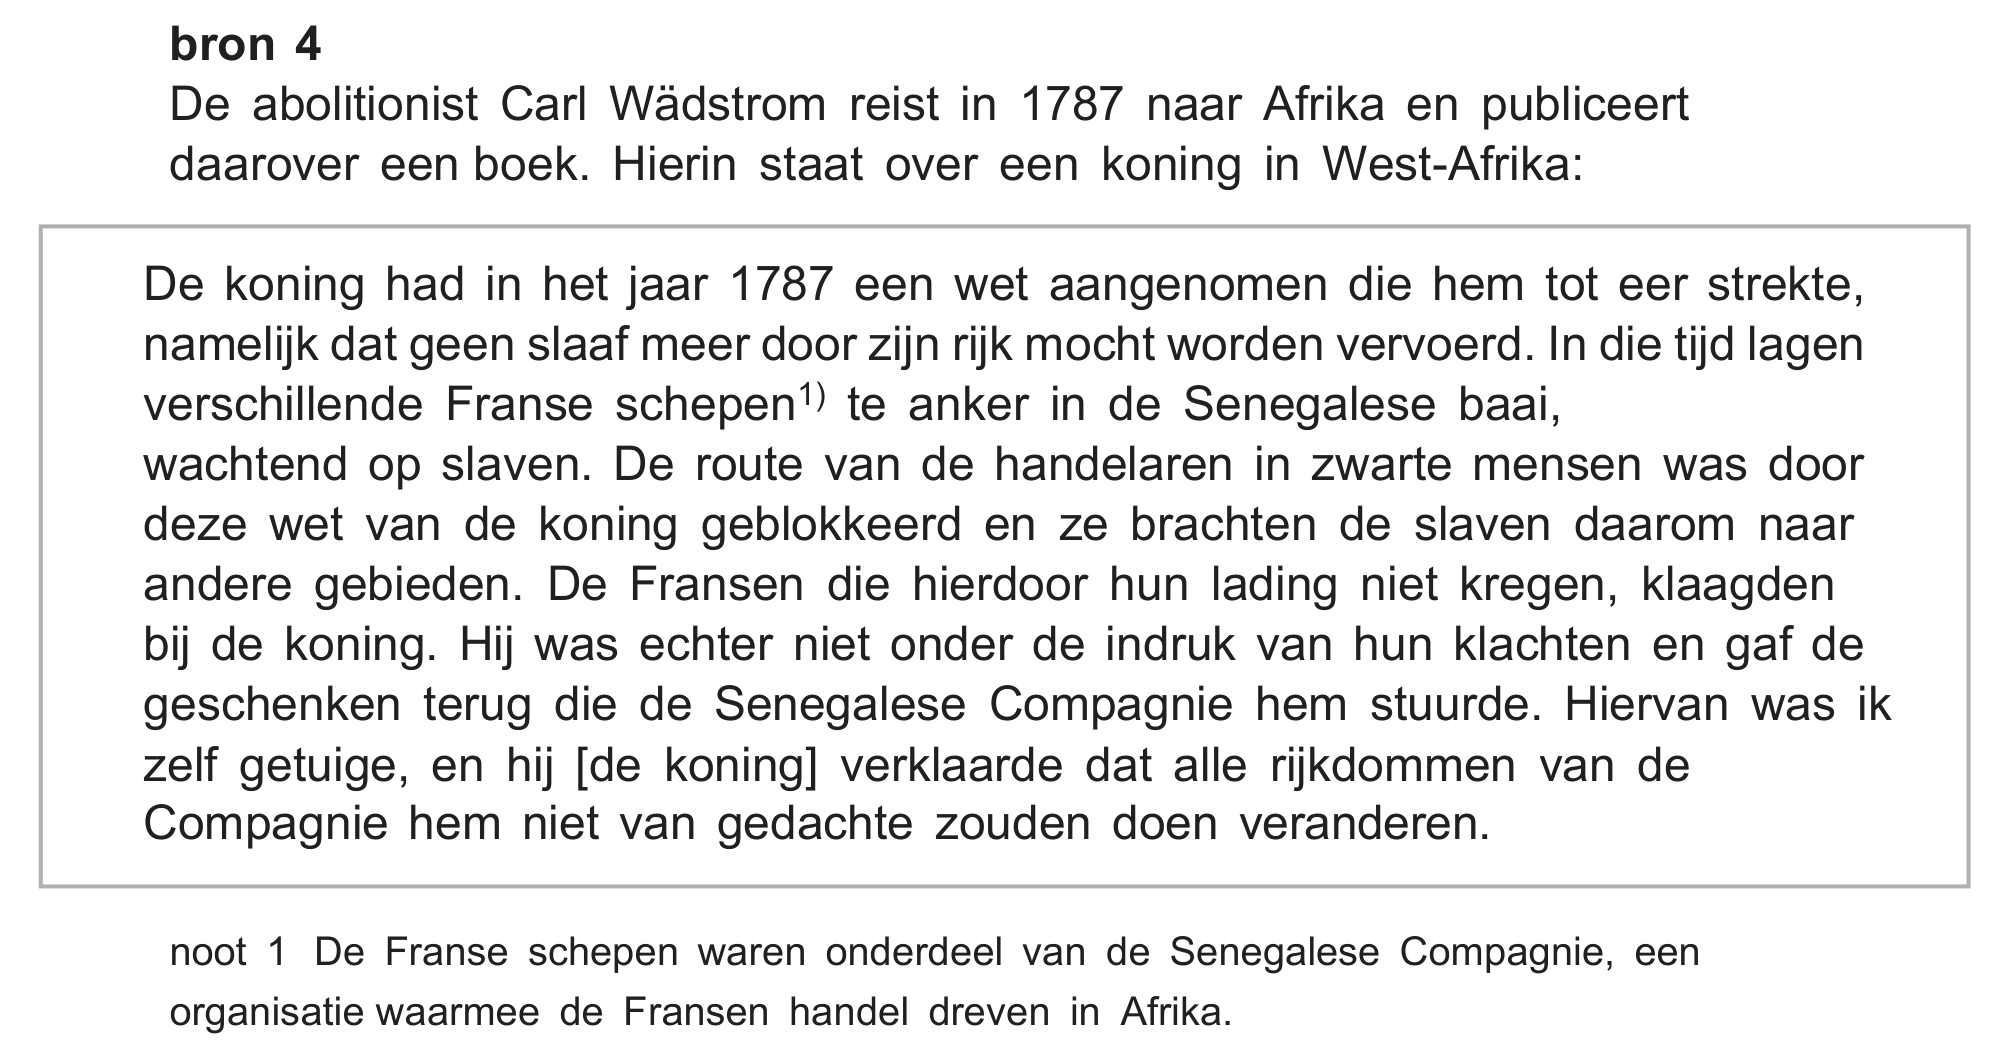 bron 4
De abolitionist Carl Wädstrom reist in 1787 naar Afrika en publiceert
daarover een boek. Hierin staat over een koning in West-Afrika:
De koning had in het jaar 1787 een wet aangenomen die hem tot eer strekte,
namelijk dat geen slaaf meer door zijn rijk mocht worden vervoerd. In die tijd lagen
verschillende Franse schepen1) te anker in de Senegalese baai,
wachtend op slaven. De route van de handelaren in zwarte mensen was door
deze wet van de koning geblokkeerd en ze brachten de slaven daarom naar
andere gebieden. De Fransen die hierdoor hun lading niet kregen, klaagden
bij de koning. Hij was echter niet onder de indruk van hun klachten en gaf de
geschenken terug die de Senegalese Compagnie hem stuurde. Hiervan was ik
zelf getuige, en hij [de koning] verklaarde dat alle rijkdommen van de
Compagnie hem niet van gedachte zouden doen veranderen.
noot 1 De Franse schepen waren onderdeel van de Senegalese Compagnie, een
organisatie waarmee de Fransen handel dreven in Afrika.